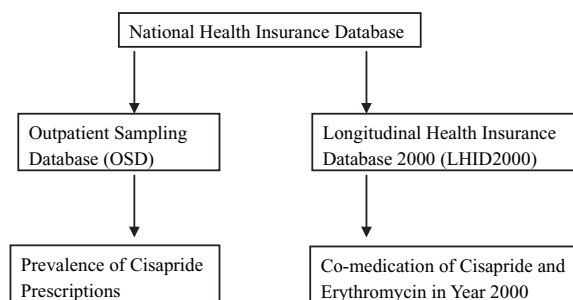 National Health Insurance Database
Outpatient Sampling
Database (OSD)
Longitudinal Health Insurance
Database 2000 (LHID2000)
Prevalence of Cisapride
Prescriptions
Co-medication of Cisapride and
Erythromycin in Year 2000